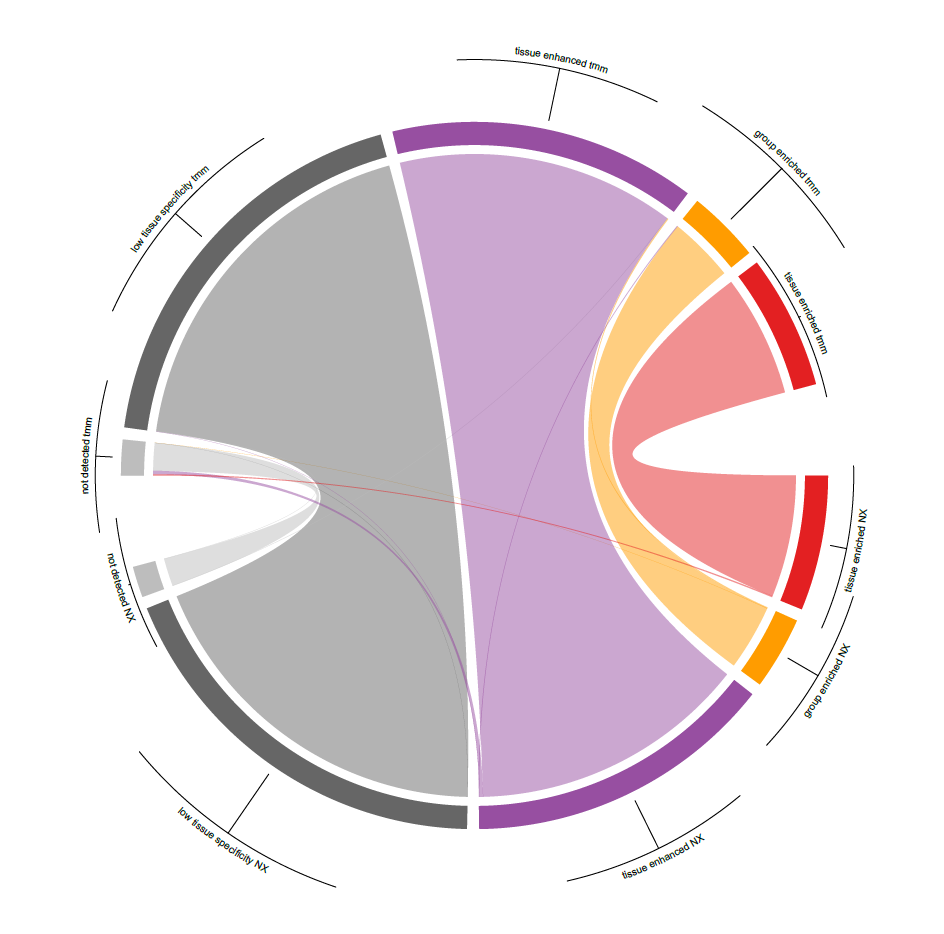 tissue enhanced tmm
group enriched tmm
low tissue specificity tmm
tissue enriched tmm
not detected tmm
tissue enriched NX
not detected NX
group enriched NX
low tissue specificity NX
tissue enhanced NX